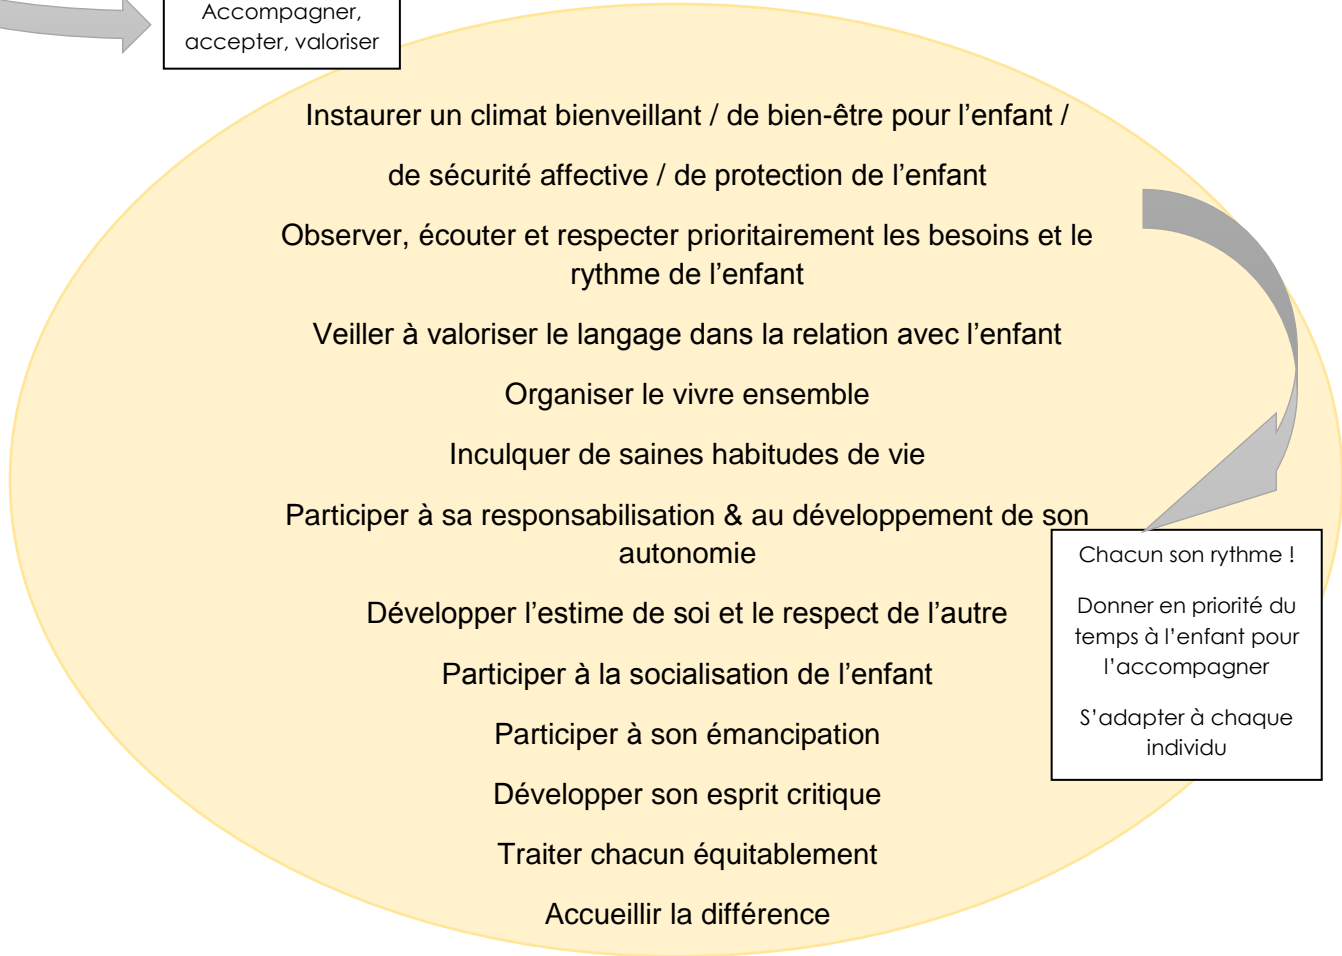 Accompagner,
accepter, valoriser
Instaurer un climat bienveillant / de bien-être pour l’enfant /
de sécurité affective / de protection de l’enfant
Observer, écouter et respecter prioritairement les besoins et le
rythme de l’enfant
Veiller à valoriser le langage dans la relation avec l’enfant
Organiser le vivre ensemble
Inculquer de saines habitudes de vie
Participer à sa responsabilisation & au développement de son
autonomie
Développer l’estime de soi et le respect de l’autre
Participer à la socialisation de l’enfant
Participer à son émancipation
Développer son esprit critique
Traiter chacun équitablement
Accueillir la différence
Chacun son rythme !
Donner en priorité du
temps à l’enfant pour
l’accompagner
S’adapter à chaque
individu